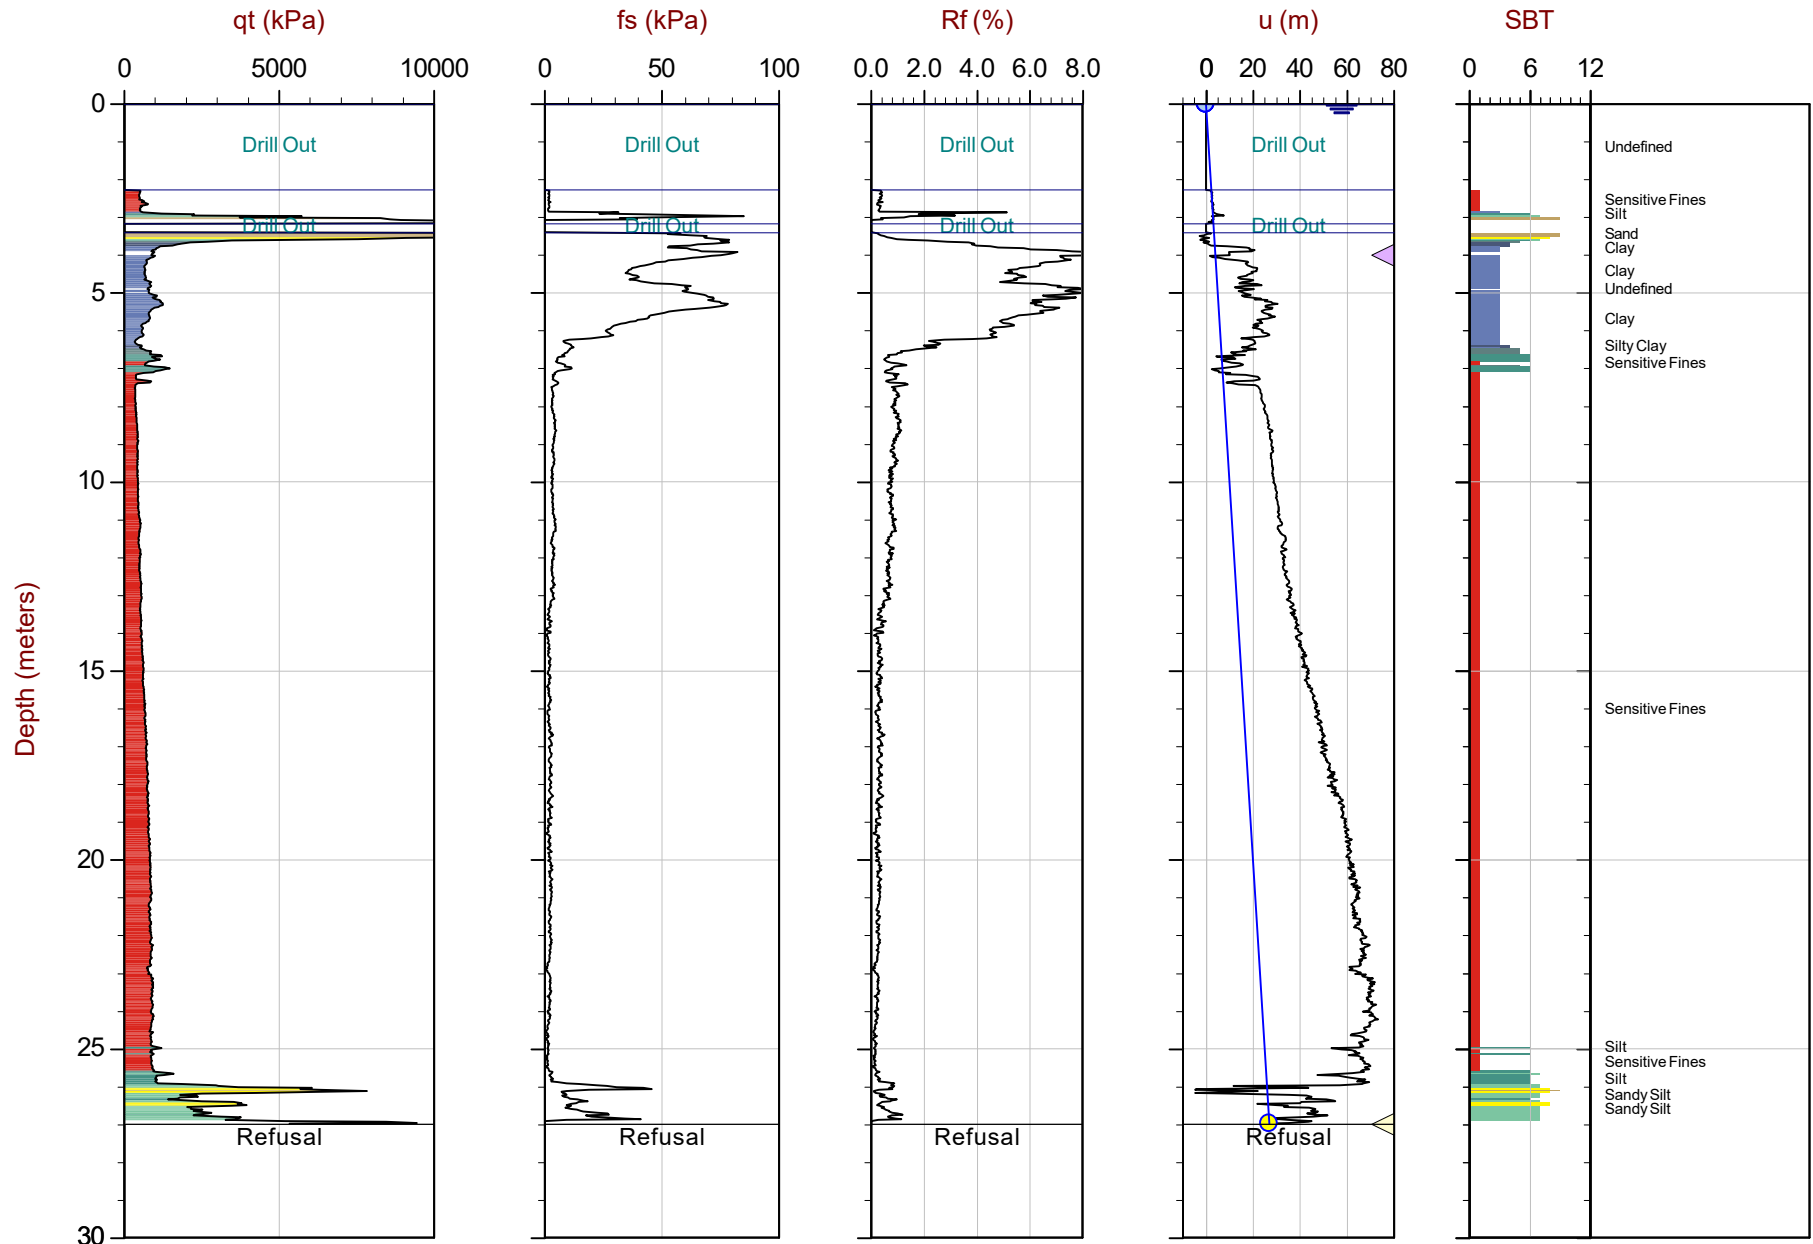 qt (kPa) fs (kPa) Rf (%) u (m) SBT
0 5000 10000 0 50 100 0.0 2.0 4.0 6.0 8.0 0 20 40 60 80 0 6 12
0
Drill Out Drill Out Drill Out Drill Out Undefined
Sensitive Fines
Silt
Drill Out Drill Out Drill Out Drill Out
Sand
Clay
Clay
5 Undefined
Clay
Silty Clay
Sensitive Fines
10
15
Depth (meters)
Sensitive Fines
20
25 Silt
Sensitive Fines
Silt
Sandy Silt
Sandy Silt
Refusal Refusal Refusal Refusal
30